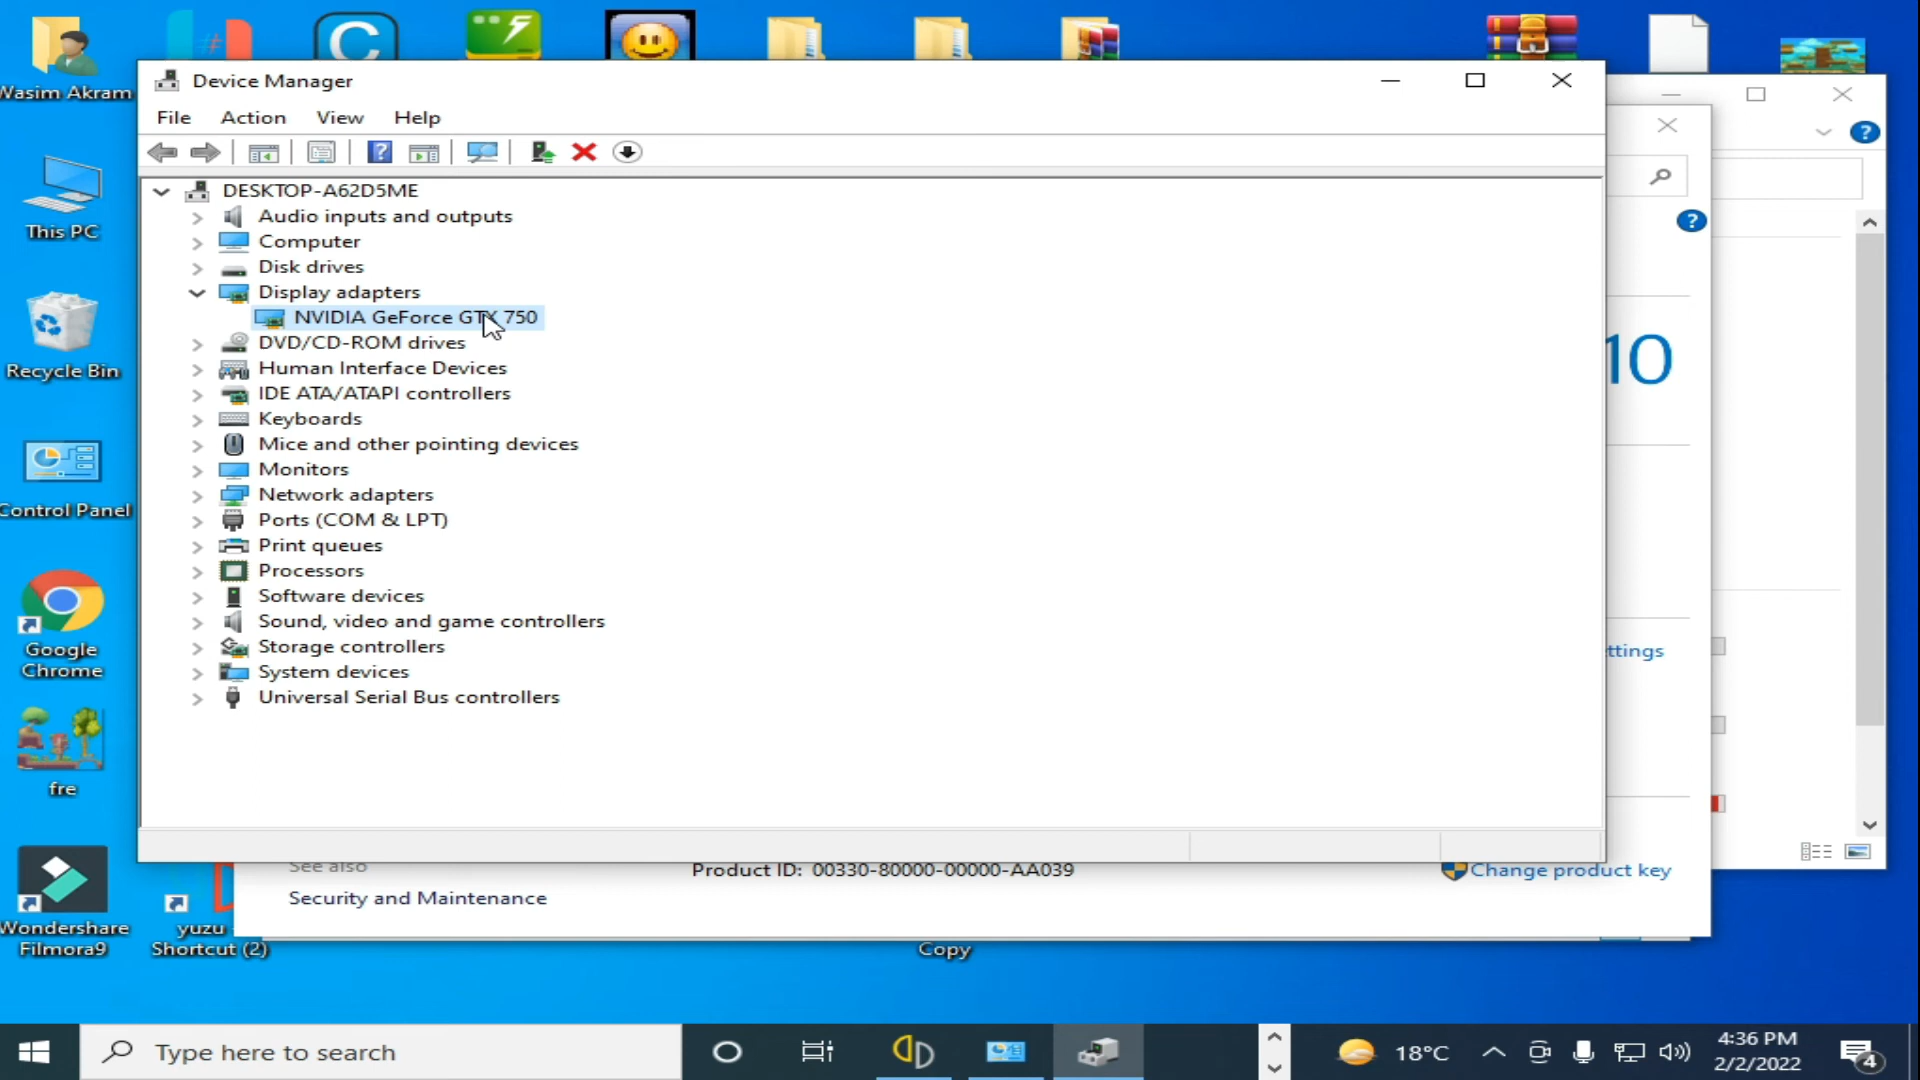 Wasim Akram
This PC
Recycle Bin
Control Panel
Google
Chrome
fre
Wondershare
Filmora9
yuzu
Shortcut (2)
Device Manager
File Action View Help
DESKTOP-A62D5ME
Audio inputs and outputs
Computer
Disk drives
Display adapters
NVIDIA GeForce GTX 750
DVD/CD-ROM drives
Human Interface Devices
IDE ATA/ATAPI controllers
Keyboards
Mice and other pointing devices
Monitors
Network adapters
Ports (COM & LPT)
Print queues
Processors
Software devices
Sound, video and game controllers
Storage controllers
System devices
Universal Serial Bus controllers
10
ttings
See also
Product ID: 00330-80000-00000-AA039
Change product key
Security and Maintenance
Copy
Type here to search
18°C
4:36 PM
2/2/2022
4